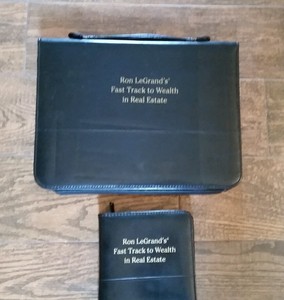 Ron LeGrand's'
Fast Track to Wealth
in Real Estate
Ron LeGrand's'
Fast Track to Wealth
in Real Estate